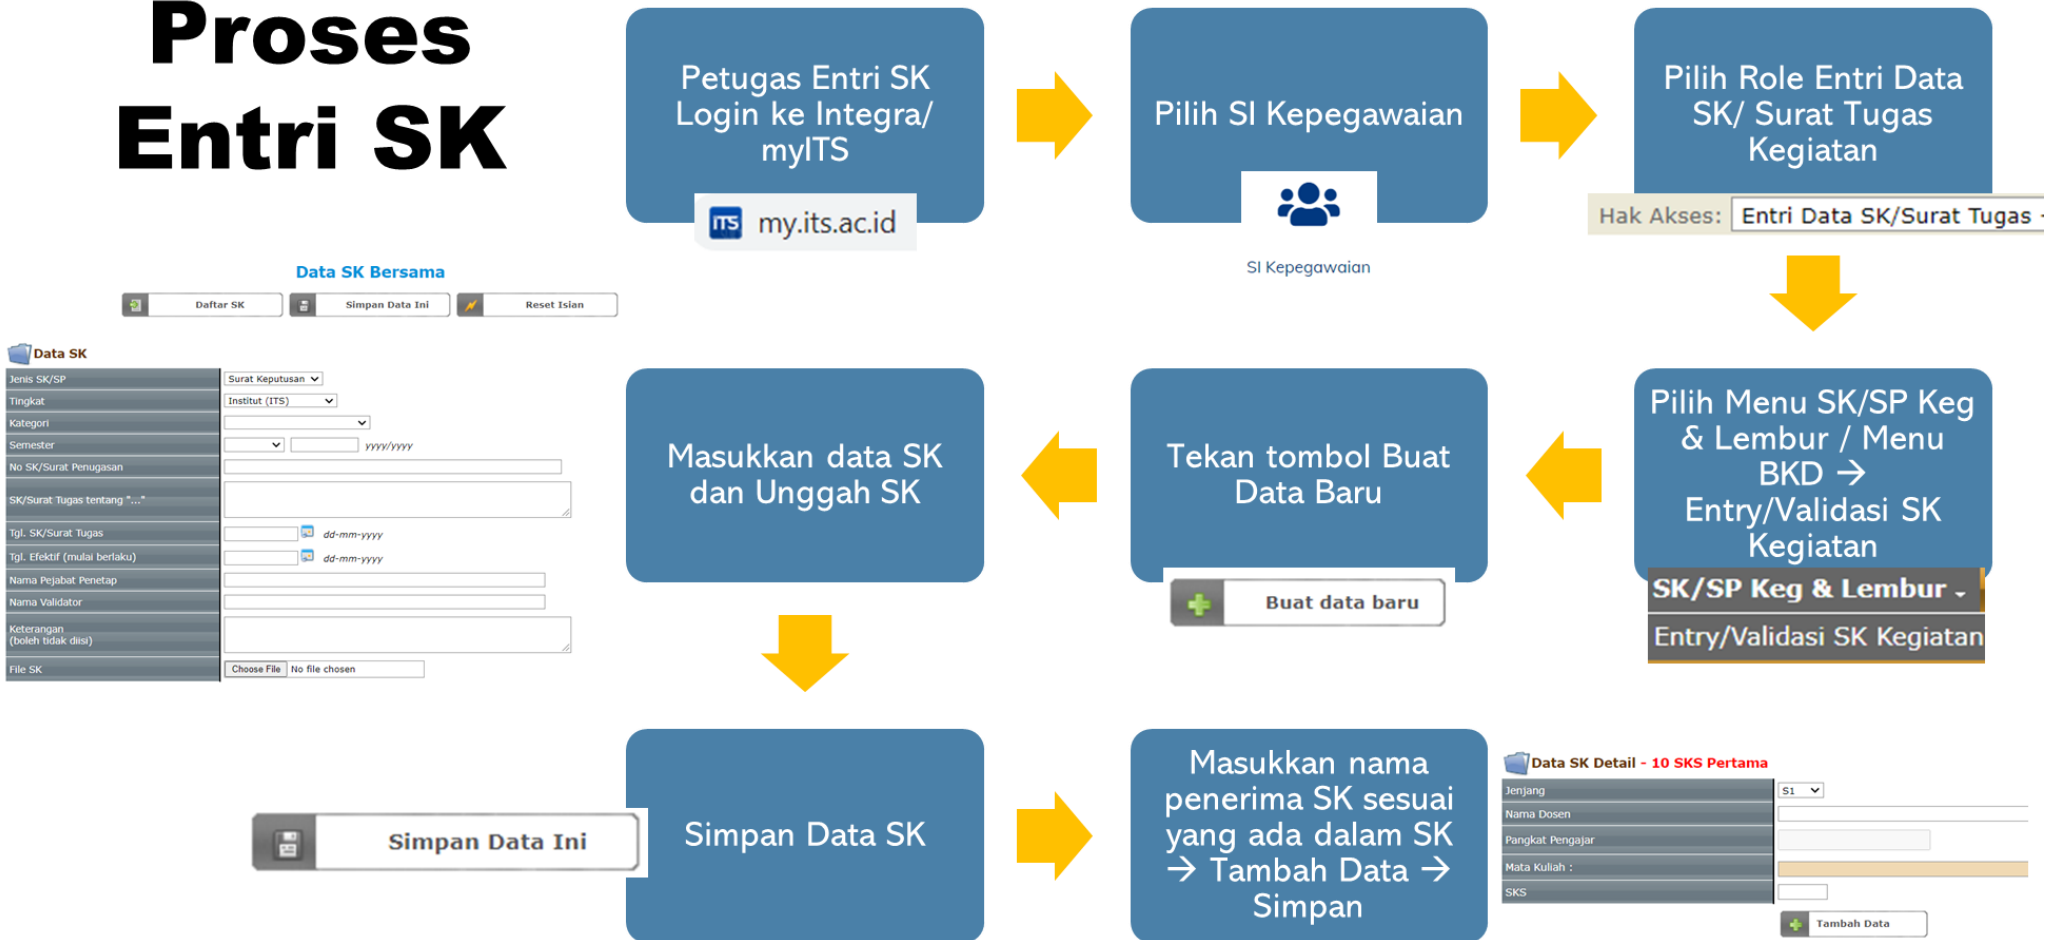 Proses
Entri SK
Petugas Entri SK
Login ke Integra/
myITS
ITS my.its.ac.id
Pilih SI Kepegawaian
SI Kepegawaian
Pilih Role Entri Data
SK/ Surat Tugas
Kegiatan
Hak Akses: Entri Data SK/Surat Tugas
Pilih Menu SK/SP Keg
& Lembur / Menu
BKD →
Entry/Validasi SK
Kegiatan
SK/SP Keg & Lembur
Entry/Validasi SK Kegiatan
Tekan tombol Buat
Data Baru
Buat data baru
Masukkan data SK
dan Unggah SK
Data SK Bersama
Daftar SK Simpan Data Ini Reset Isian
Data SK
Jenis SK/SP Surat Keputusan
Tingkat Institut (ITS)
Kategori
Semester yyyy/yyyy
No SK/Surat Penugasan
SK/Surat Tugas tentang "..."
Tgl. SK/Surat Tugas dd-mm-yyyy
Tgl. Efektif (mulai berlaku) dd-mm-yyyy
Nama Pejabat Penetap
Nama Validator
Keterangan
(boleh tidak diisi)
File SK Choose File No file chosen
Simpan Data Ini
Simpan Data SK
Masukkan nama
penerima SK sesuai
yang ada dalam SK
→ Tambah Data →
Simpan
Data SK Detail - 10 SKS Pertama
Jenjang S1
Nama Dosen
Pangkat Pengajar
Mata Kuliah :
SKS
Tambah Data